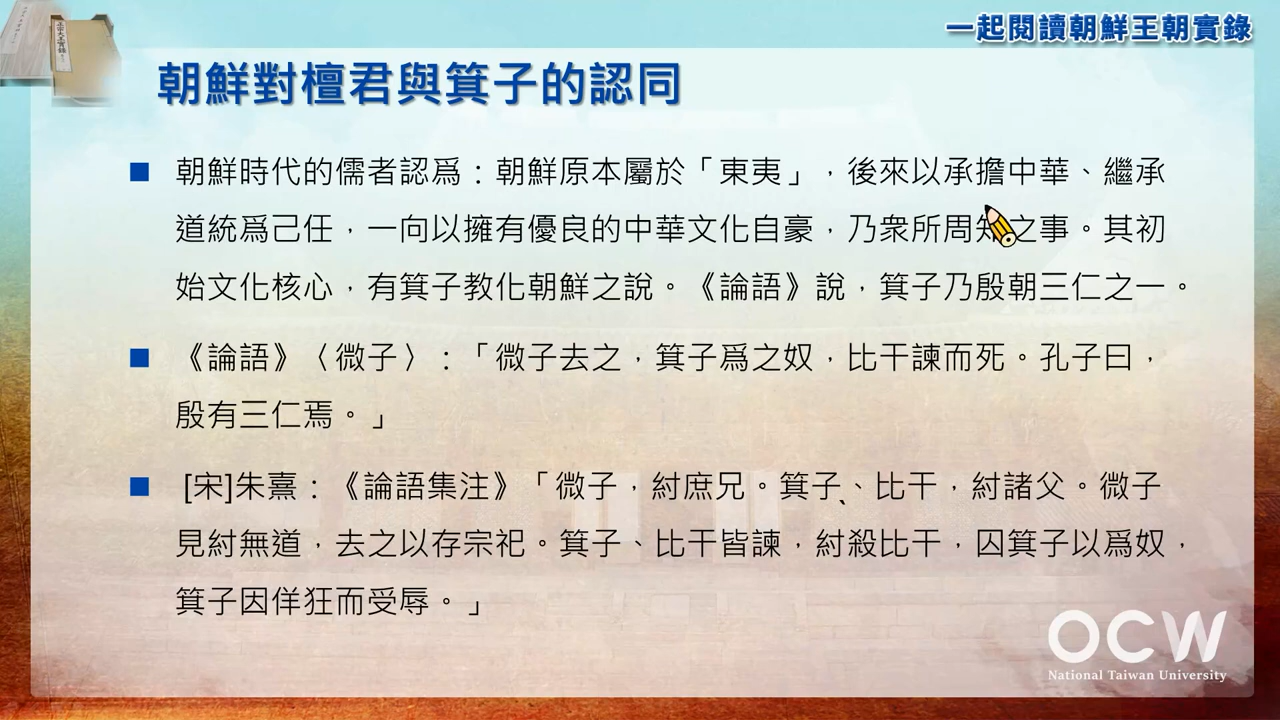 一起閱讀朝鮮王朝實錄
朝鮮對檀君與箕子的認同
■ 朝鮮時代的儒者認爲：朝鮮原本屬於「東夷」，後來以承擔中華、繼承
道統爲己任，一向以擁有優良的中華文化自豪，乃衆所周知之事。其初
始文化核心，有箕子教化朝鮮之說。《論語》說，箕子乃殷朝三仁之一。
■ 《論語》〈微子〉：「微子去之，箕子爲之奴，比干諫而死。孔子曰，
殷有三仁焉。」
■ [宋]朱熹：《論語集注》「微子，紂庶兄。箕子、比干，紂諸父。微子
見紂無道，去之以存宗祀。箕子、比干皆諫，紂殺比干，囚箕子以爲奴，
箕子因佯狂而受辱。」
OCW
National Taiwan University